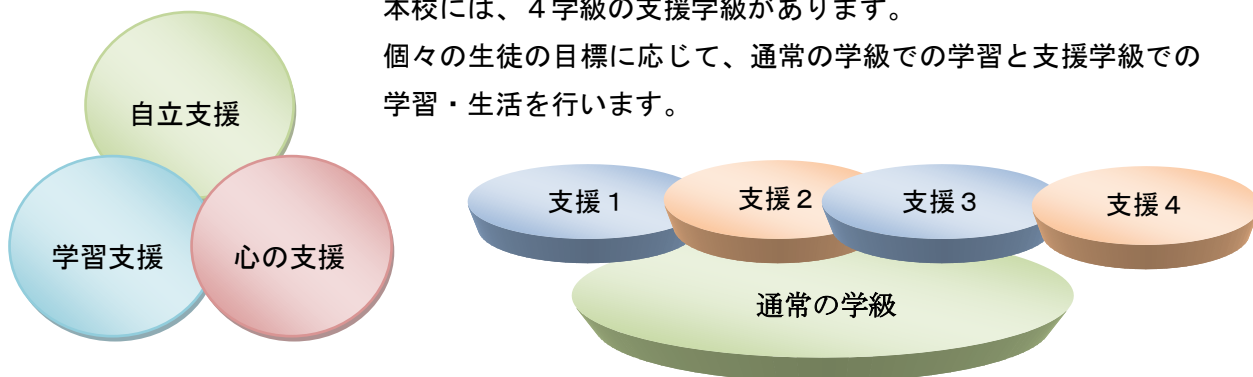 本校には、４学級の支援学級があります。
個々の生徒の目標に応じて、通常の学級での学習と支援学級での
学習・生活を行います。
自立支援
学習支援
心の支援
支援１
支援２
支援３
支援４
通常の学級